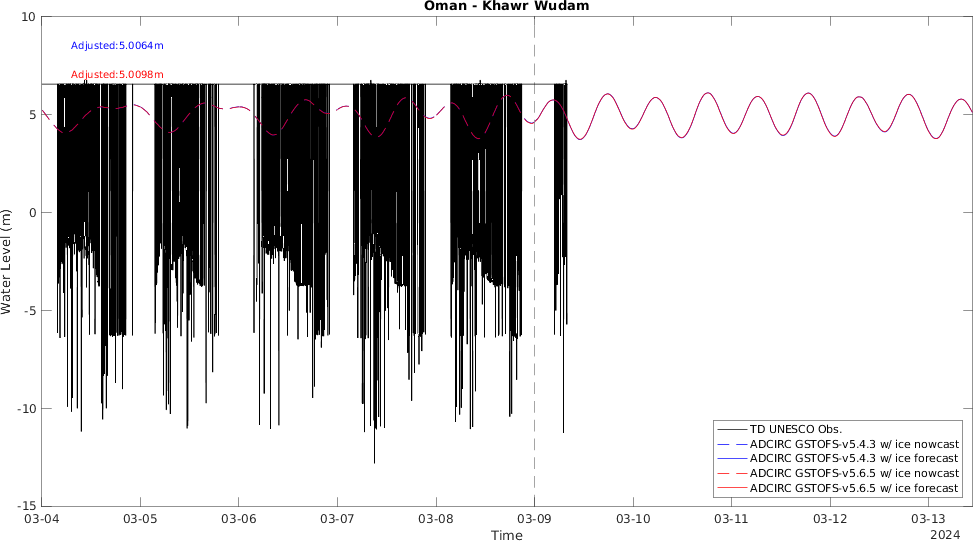 Oman - Khawr Wudam
Adjusted:5.0064m
Adjusted:5.0098m
Water Level (m)
10
5
0
-5
-10
-15
TD UNESCO Obs.
ADCIRC GSTOFS-v5.4.3 w/ ice nowcast
ADCIRC GSTOFS-v5.4.3 w/ ice forecast
ADCIRC GSTOFS-v5.6.5 w/ ice nowcast
ADCIRC GSTOFS-v5.6.5 w/ ice forecast
03-04 03-05 03-06 03-07 03-08 03-09 03-10 03-11 03-12 03-13
Time
2024